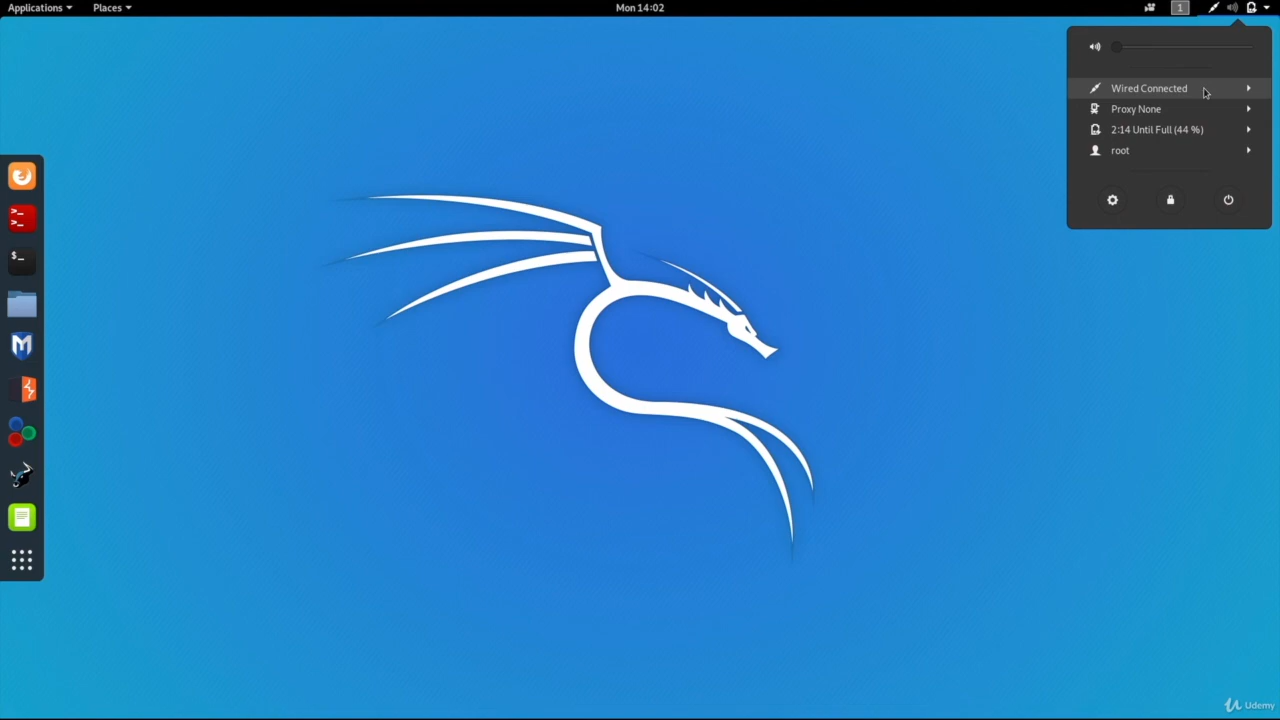 Applications Places Mon 14:02 1
Wired Connected
Proxy None
2:14 Until Full (44 %)
root
Udemy